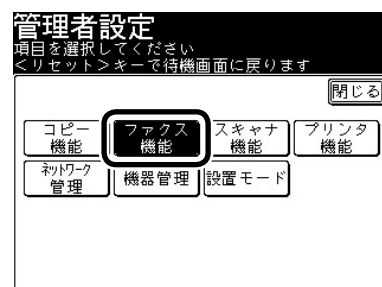 管理者設定
項目を選択してください
<リセット>キーで待機画面に戻ります
閉じる
コピー
機能
ファクス
機能
スキャナ
機能
プリンタ
機能
ネットワーク
管理
機器管理
設置モード